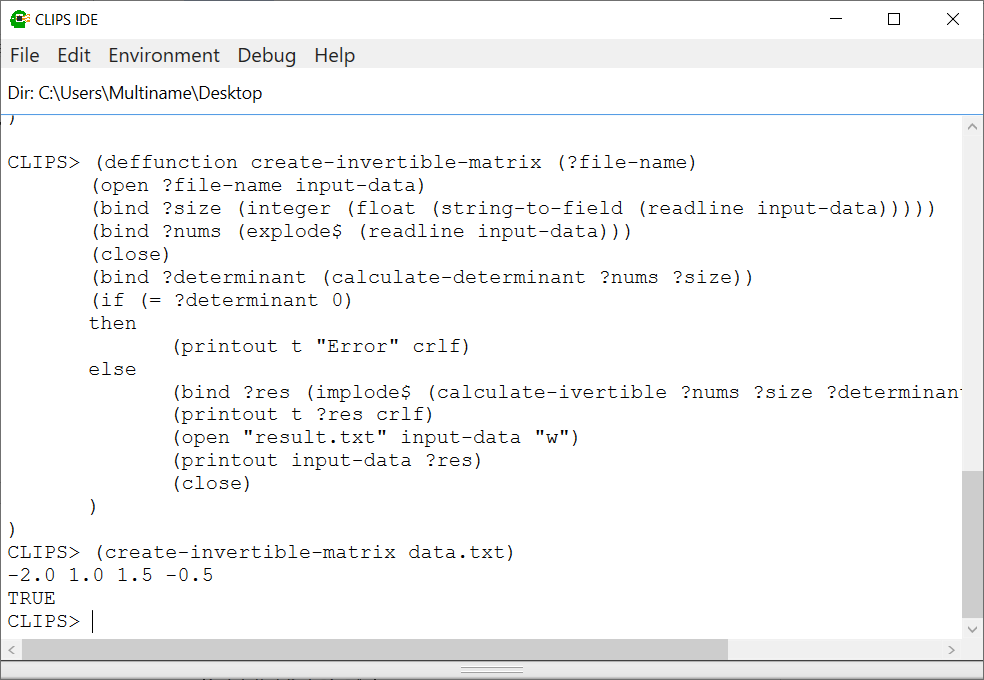 CLIPS IDE
File Edit Environment Debug Help
Dir: C:\Users\Multiname\Desktop
)
CLIPS> (deffunction create-invertible-matrix (?file-name)
(open ?file-name input-data)
(bind ?size (integer (float (string-to-field (readline input-data)))))
(bind ?nums (explode$ (readline input-data)))
(close)
(bind ?determinant (calculate-determinant ?nums ?size))
(if (= ?determinant 0)
then
(printout t "Error" crlf)
else
(bind ?res (implode$ (calculate-ivertible ?nums ?size ?determinan
(printout t ?res crlf)
(open "result.txt" input-data "w")
(printout input-data ?res)
(close)
)
)
CLIPS> (create-invertible-matrix data.txt)
-2.0 1.0 1.5 -0.5
TRUE
CLIPS>